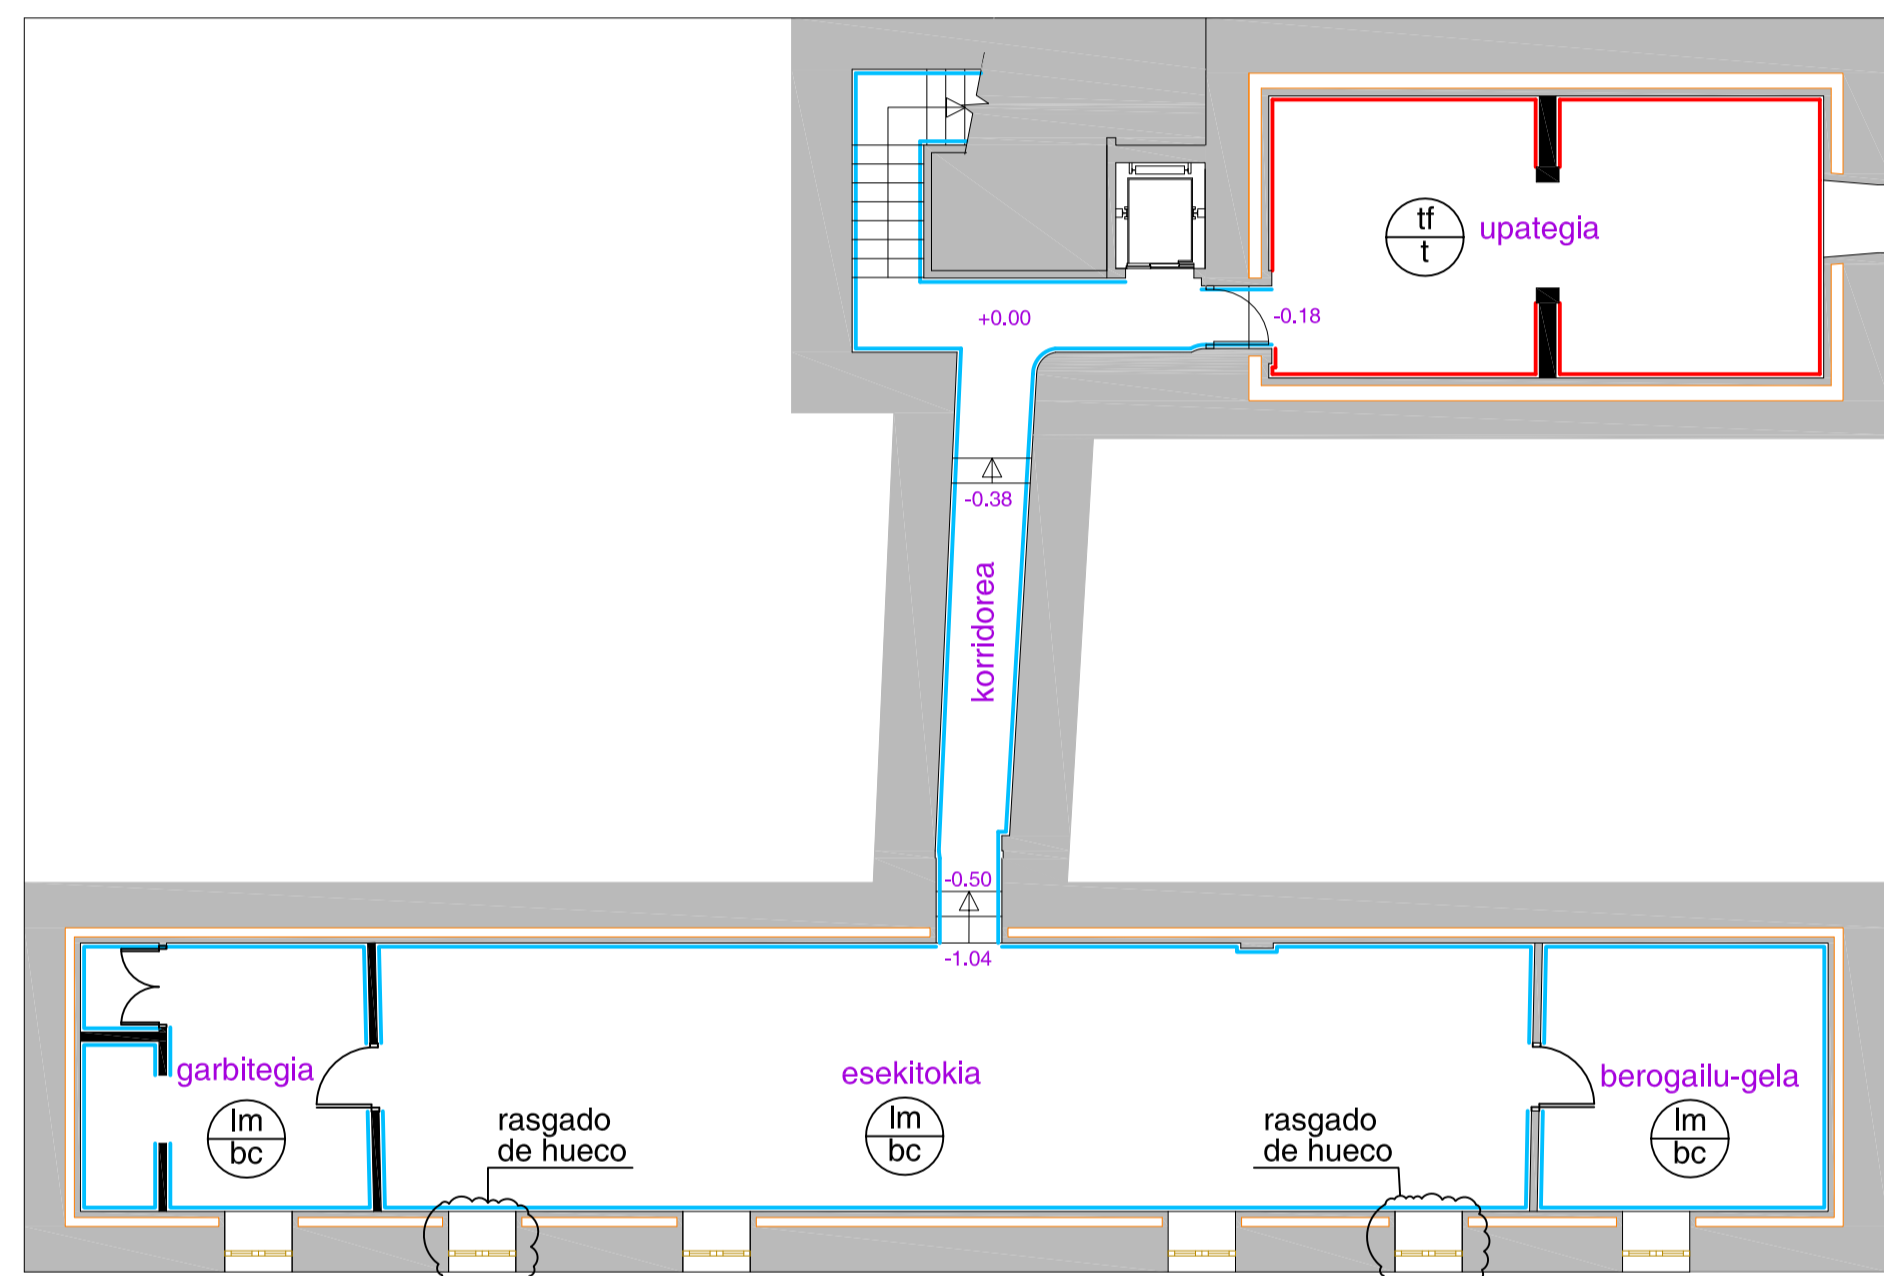 tf
t
upategia
+0.00
-0.18
-0.38
korridorea
-0.50
-1.04
garbitegia
lm
bc
rasgado
de hueco
esekitokia
lm
bc
rasgado
de hueco
berogailu-gela
lm
bc